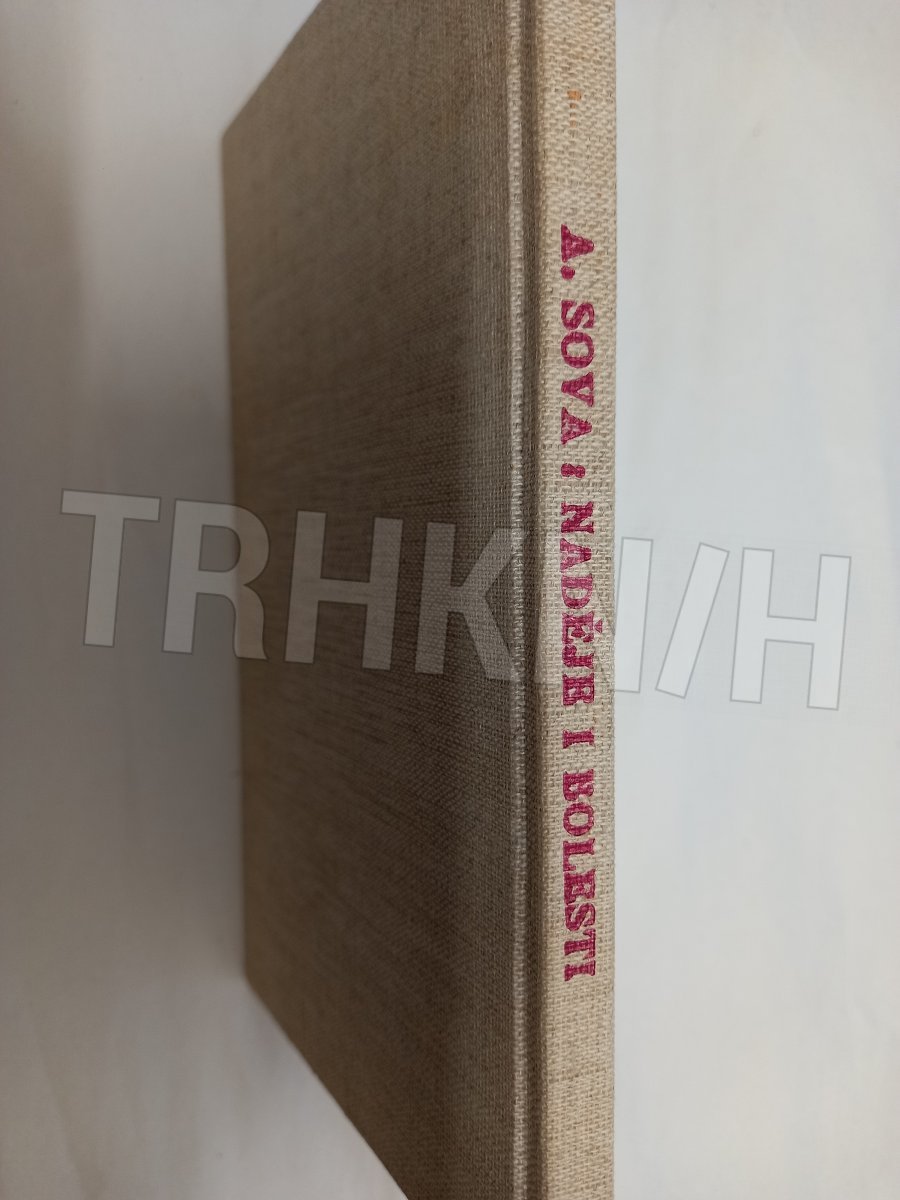 A. SOVA : NADĚJE I BOLESTI
TRHKNIH